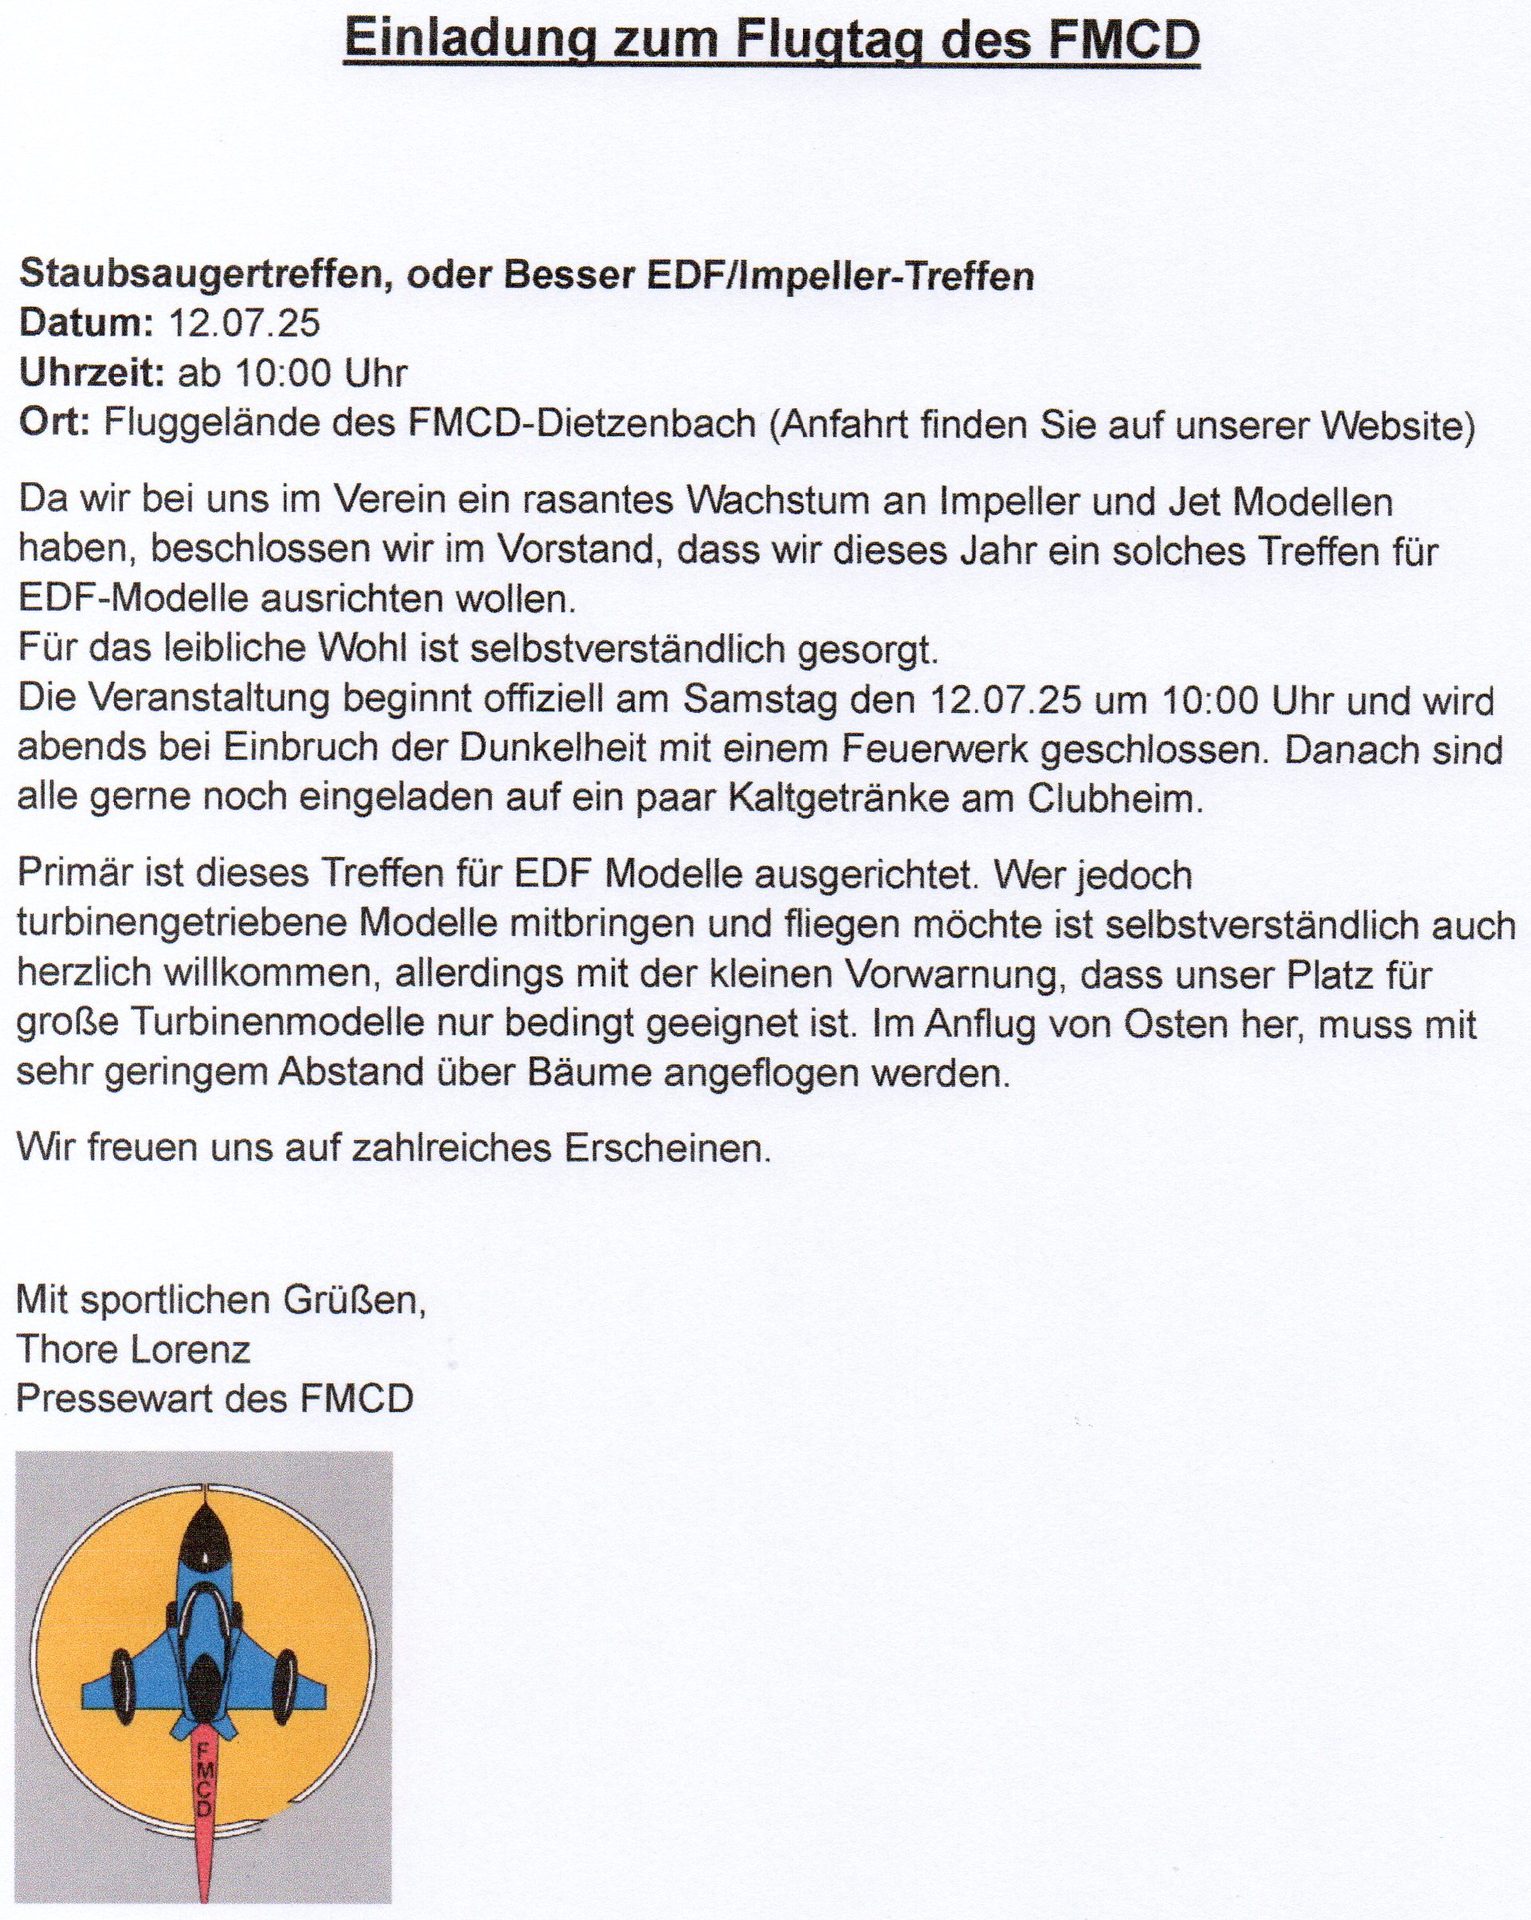 Einladung zum Flugtag des FMCD
Staubsaugertreffen, oder Besser EDF/Impeller-Treffen
Datum: 12.07.25
Uhrzeit: ab 10:00 Uhr
Ort: Fluggelände des FMCD-Dietzenbach (Anfahrt finden Sie auf unserer Website)
Da wir bei uns im Verein ein rasantes Wachstum an Impeller und Jet Modellen
haben, beschlossen wir im Vorstand, dass wir dieses Jahr ein solches Treffen für
EDF-Modelle ausrichten wollen.
Für das leibliche Wohl ist selbstverständlich gesorgt.
Die Veranstaltung beginnt offiziell am Samstag den 12.07.25 um 10:00 Uhr und wird
abends bei Einbruch der Dunkelheit mit einem Feuerwerk geschlossen. Danach sind
alle gerne noch eingeladen auf ein paar Kaltgetränke am Clubheim.
Primär ist dieses Treffen für EDF Modelle ausgerichtet. Wer jedoch
turbinengetriebene Modelle mitbringen und fliegen möchte ist selbstverständlich auch
herzlich willkommen, allerdings mit der kleinen Vorwarnung, dass unser Platz für
große Turbinenmodelle nur bedingt geeignet ist. Im Anflug von Osten her, muss mit
sehr geringem Abstand über Bäume angeflogen werden.
Wir freuen uns auf zahlreiches Erscheinen.
Mit sportlichen Grüßen,
Thore Lorenz
Pressewart des FMCD
FMCD